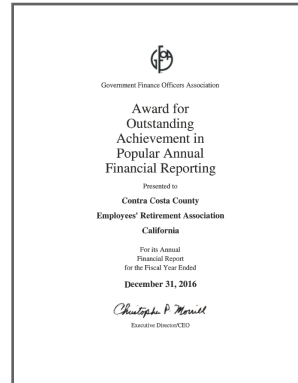 GFOA
Government Finance Officers Association
Award for
Outstanding
Achievement in
Popular Annual
Financial Reporting
Presented to
Contra Costa County
Employees' Retirement Association
California
For its Annual
Financial Report
for the Fiscal Year Ended
December 31, 2016
Christopher P. Morrill
Executive Director/CEO